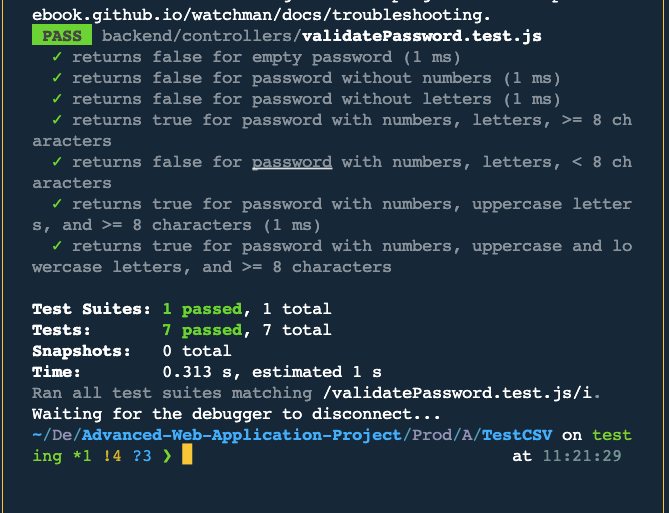 ebook.github.io/watchman/docs/troubleshooting.
PASS backend/controllers/validatePassword.test.js
✓ returns false for empty password (1 ms)
✓ returns false for password without numbers (1 ms)
✓ returns false for password without letters (1 ms)
✓ returns true for password with numbers, letters, >= 8 ch
aracters
✓ returns false for password with numbers, letters, < 8 ch
aracters
✓ returns true for password with numbers, uppercase letter
s, and >= 8 characters (1 ms)
✓ returns true for password with numbers, uppercase and lo
wercase letters, and >= 8 characters
Test Suites: 1 passed, 1 total
Tests: 7 passed, 7 total
Snapshots: 0 total
Time: 0.313 s, estimated 1 s
Ran all test suites matching /validatePassword.test.js/i.
Waiting for the debugger to disconnect...
~/De/Advanced-Web-Application-Project/Prod/A/TestCSV on test
ing *1 !4 ?3 ❯ at 11:21:29